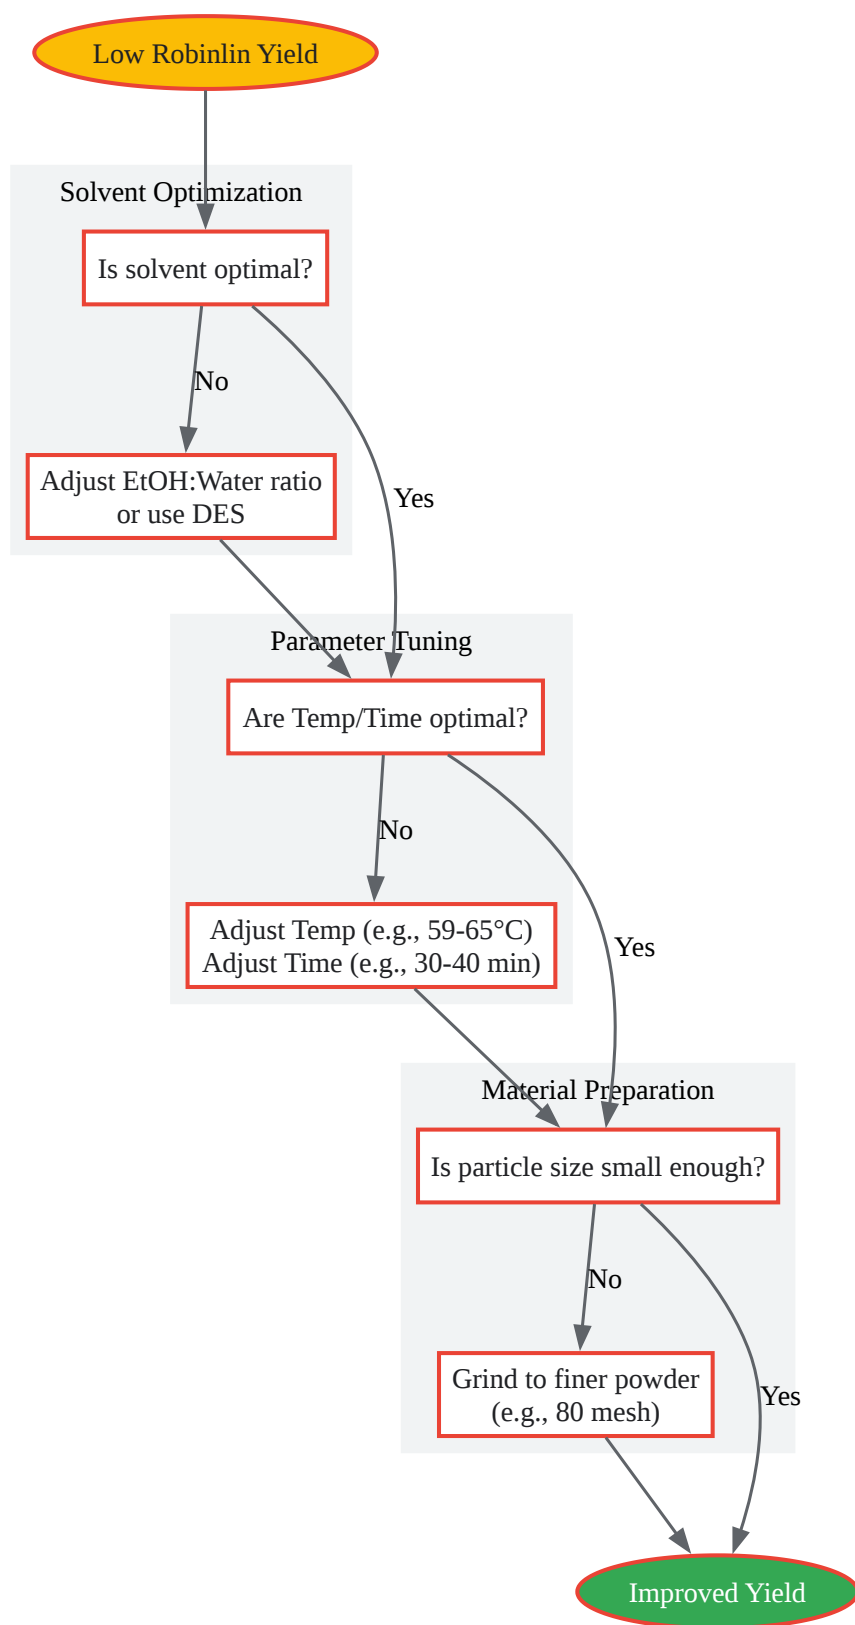 Low Robinlin Yield
Solvent Optimization
Is solvent optimal?
No
Adjust EtOH:Water ratio
or use DES
Yes
Parameter Tuning
Are Temp/Time optimal?
No
Adjust Temp (e.g., 59-65°C)
Adjust Time (e.g., 30-40 min)
Yes
Material Preparation
Is particle size small enough?
No
Grind to finer powder
(e.g., 80 mesh)
Yes
Improved Yield